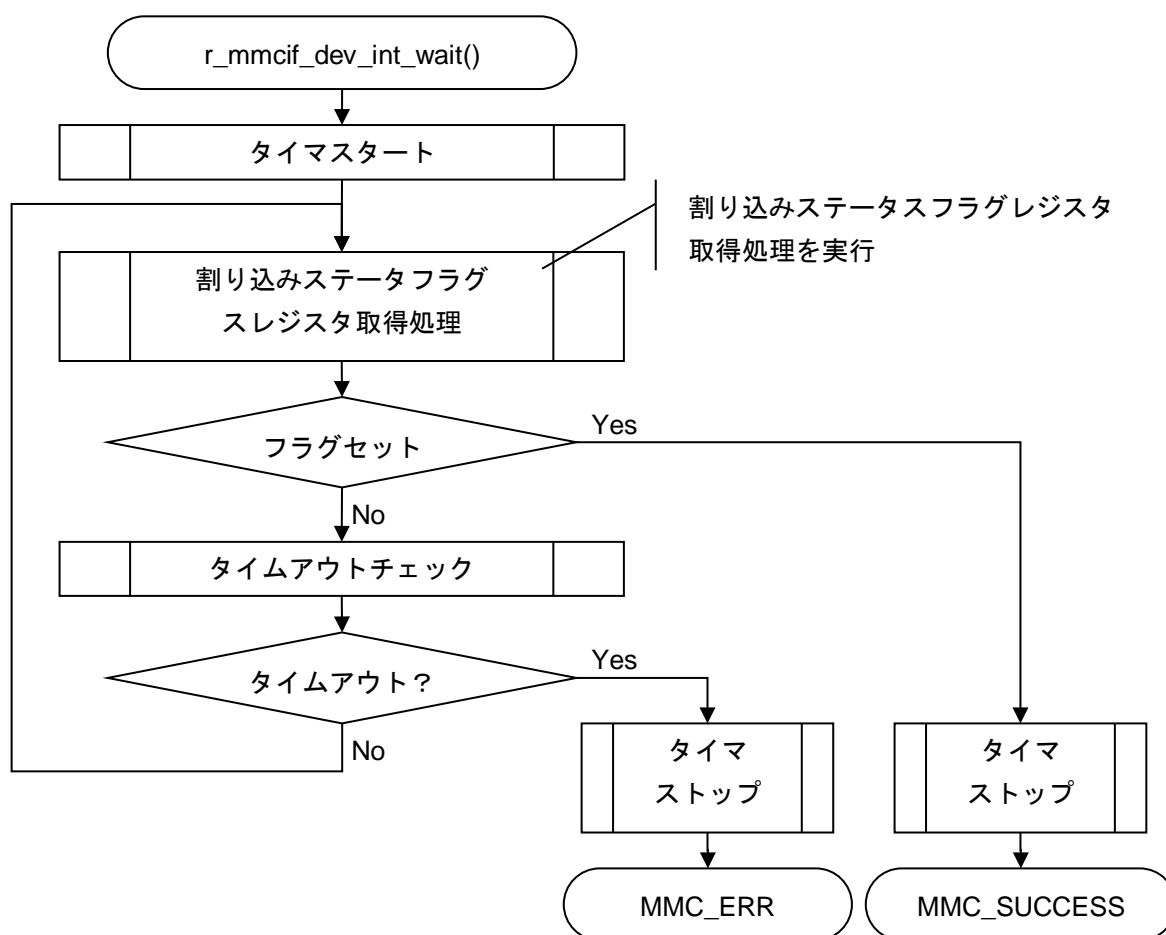 r_mmcif_dev_int_wait()
タイマスタート
割り込みステータスフラグレジスタ
取得処理を実行
割り込みステータフラグ
スレジスタ取得処理
フラグセット
Yes
No
タイムアウトチェック
タイムアウト？
Yes
No
タイマ
ストップ
タイマ
ストップ
MMC_ERR
MMC_SUCCESS